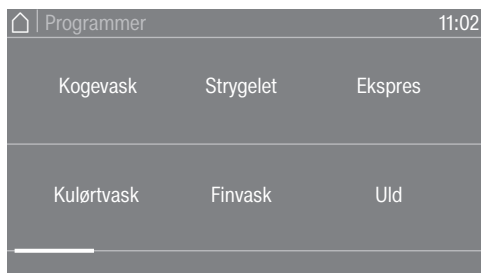 Programmer 11:02
Kogevask Strygelet Ekspres
Kulørtvask Finvask Uld